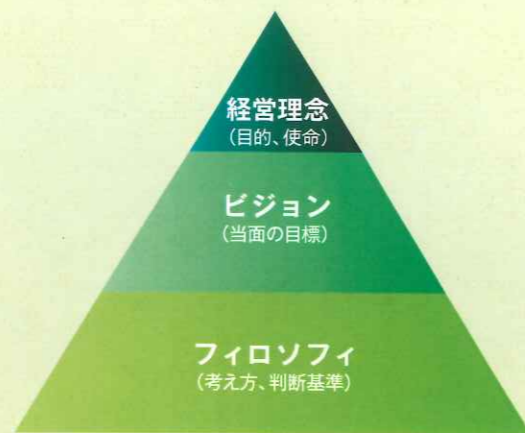 経営理念
（目的、使命）
ビジョン
（当面の目標）
フィロソフィ
（考え方、判断基準）